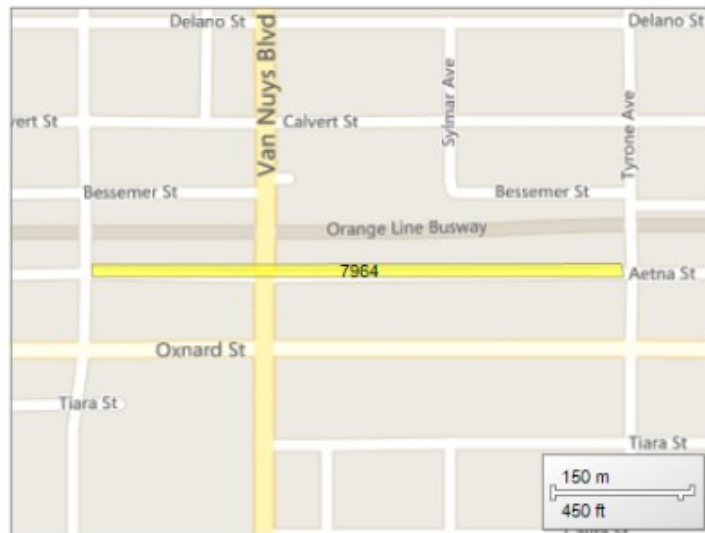 Delano St
Delano St
Van Nuys Blvd
vert St
Calvert St
Sylmar Ave
Tyrone Ave
Bessemer St
Bessemer St
Orange Line Busway
7964
Aetna St
Oxnard St
Tiara St
Tiara St
150 m
450 ft